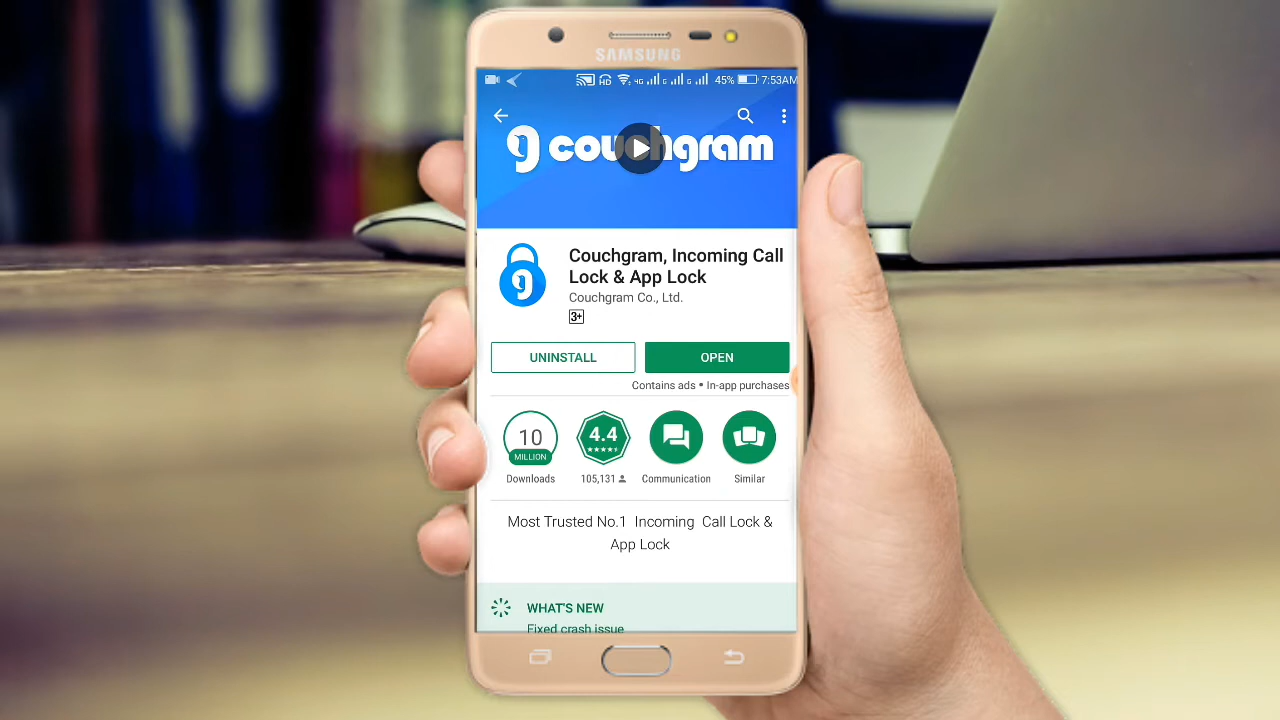 SAMSUNG
HD 4G G G 45% 7:53AM
couchgram
Couchgram, Incoming Call
Lock & App Lock
Couchgram Co., Ltd.
3+
UNINSTALL OPEN
Contains ads • In-app purchases
10 4.4
MILLION
Downloads 105,131 Communication Similar
Most Trusted No.1 Incoming Call Lock &
App Lock
WHAT'S NEW
Fixed crash issue